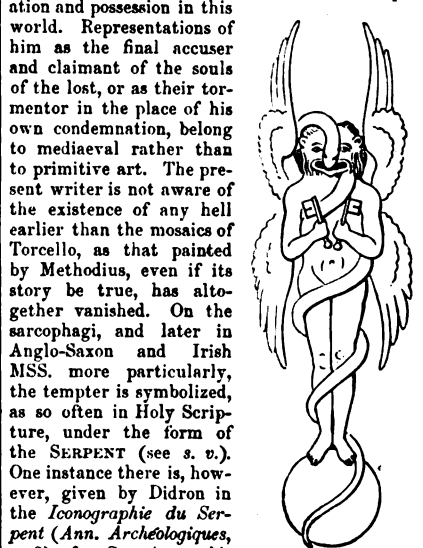 ation and possession in this
world. Representations of
him as the final accuser
and claimant of the souls
of the lost, or as their tor-
mentor in the place of his
own condemnation, belong
to mediaeval rather than
to primitive art. The pre-
sent writer is not aware of
the existence of any hell
earlier than the mosaics of
Torcello, as that painted
by Methodius, even if its
story be true, has alto-
gether vanished. On the
sarcophagi, and later in
Anglo-Saxon and Irish
MSS. more particularly,
the tempter is symbolized,
as so often in Holy Scrip-
ture, under the form of
the SERPENT (see s. v.).
One instance there is, how-
ever, given by Didron in
the Iconographie du Ser-
pent (Ann. Archéologiques,